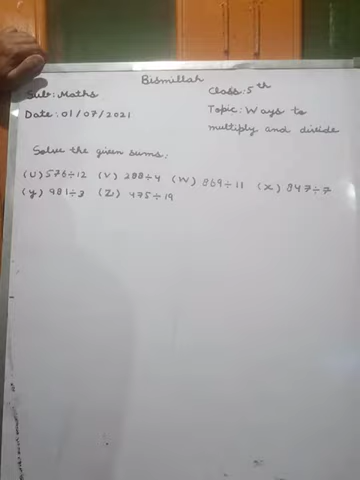 Bismillah
Sub: Maths
Class: 5th
Date: 01/07/2021
Topic: Ways to
multiply and divide
Solve the given sums:
(U) 576÷12 (V) 288÷4 (W) 869÷11 (X) 847÷7
(Y) 981÷3 (Z) 475÷19